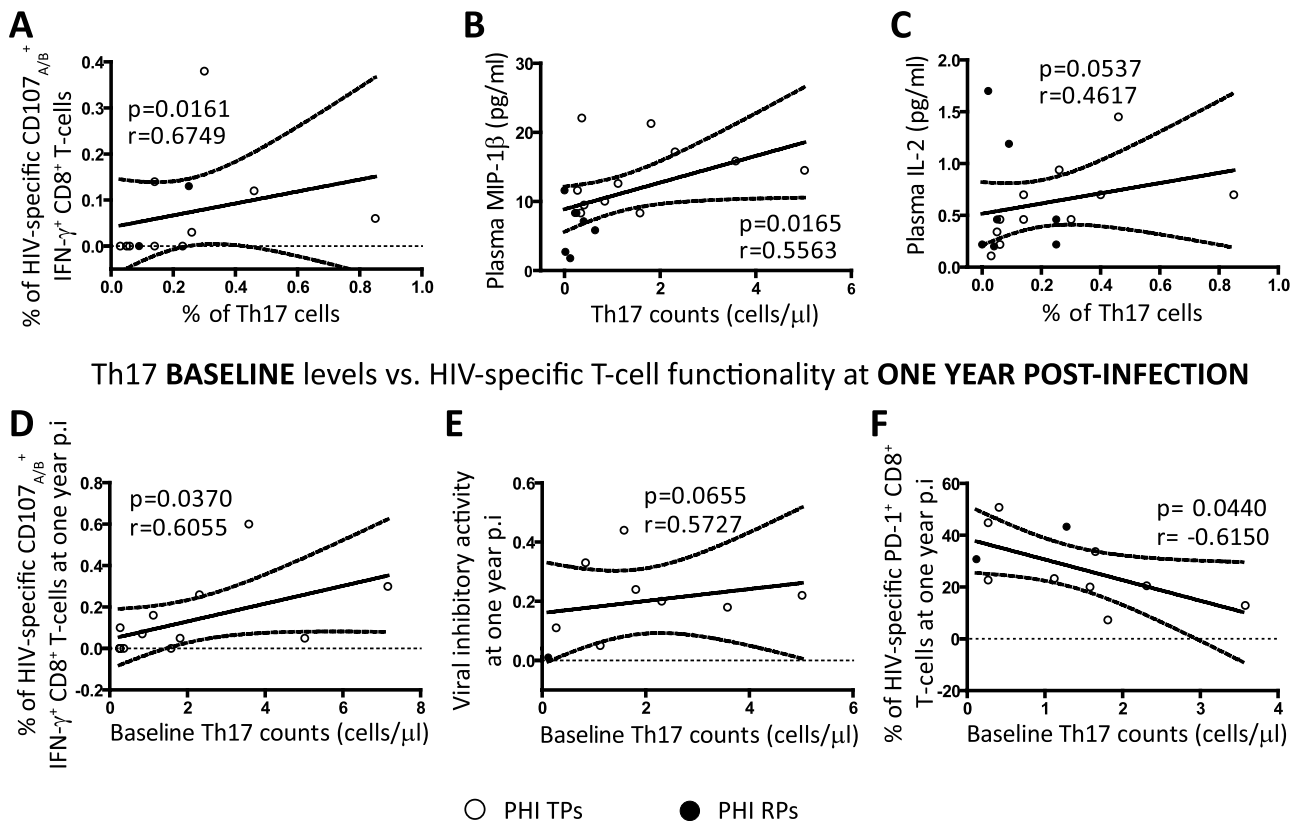 A
% of HIV-specific CD107A/B+
IFN-γ+ CD8+ T-cells
0.4
0.3
0.2
0.1
0.0
p=0.0161
r=0.6749
0.0 0.2 0.4 0.6 0.8 1.0
% of Th17 cells
B
Plasma MIP-1β (pg/ml)
30
20
10
0
p=0.0165
r=0.5563
0 2 4 6
Th17 counts (cells/μl)
C
Plasma IL-2 (pg/ml)
2.0
1.5
1.0
0.5
0.0
p=0.0537
r=0.4617
0.0 0.2 0.4 0.6 0.8 1.0
% of Th17 cells
Th17 BASELINE levels vs. HIV-specific T-cell functionality at ONE YEAR POST-INFECTION
D
% of HIV-specific CD107A/B+
IFN-γ+ CD8+ T-cells at one year p.i
0.8
0.6
0.4
0.2
0.0
-0.2
p=0.0370
r=0.6055
0 2 4 6 8
Baseline Th17 counts (cells/μl)
E
Viral inhibitory activity
at one year p.i
0.6
0.4
0.2
0.0
p=0.0655
r=0.5727
0 2 4 6
Baseline Th17 counts (cells/μl)
F
% of HIV-specific PD-1+ CD8+
T-cells at one year p.i
60
40
20
0
-20
p= 0.0440
r= -0.6150
0 1 2 3 4
Baseline Th17 counts (cells/μl)
PHI TPs
PHI RPs